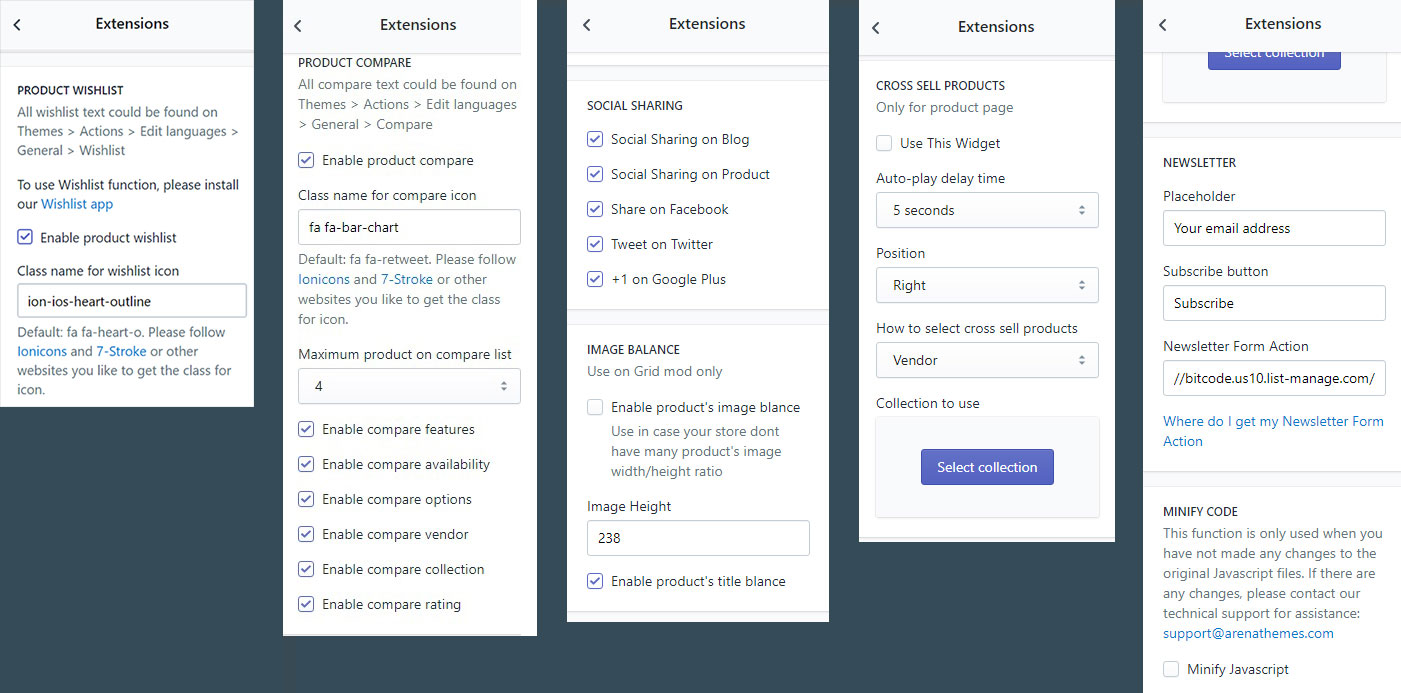 Extensions
PRODUCT WISHLIST
All wishlist text could be found on
Themes > Actions > Edit languages >
General > Wishlist
To use Wishlist function, please install
our Wishlist app
Enable product wishlist
Class name for wishlist icon
ion-ios-heart-outline
Default: fa fa-heart-o. Please follow
Ionicons and 7-Stroke or other
websites you like to get the class for
icon.
Extensions
PRODUCT COMPARE
All compare text could be found on
Themes > Actions > Edit languages
> General > Compare
Enable product compare
Class name for compare icon
fa fa-bar-chart
Default: fa fa-retweet. Please follow
Ionicons and 7-Stroke or other
websites you like to get the class
for icon.
Maximum product on compare list
4
Enable compare features
Enable compare availability
Enable compare options
Enable compare vendor
Enable compare collection
Enable compare rating
Extensions
SOCIAL SHARING
Social Sharing on Blog
Social Sharing on Product
Share on Facebook
Tweet on Twitter
+1 on Google Plus
IMAGE BALANCE
Use on Grid mod only
Enable product's image blance
Use in case your store dont
have many product's image
width/height ratio
Image Height
238
Enable product's title blance
Extensions
CROSS SELL PRODUCTS
Only for product page
Use This Widget
Auto-play delay time
5 seconds
Position
Right
How to select cross sell products
Vendor
Collection to use
Select collection
Extensions
Select collection
NEWSLETTER
Placeholder
Your email address
Subscribe button
Subscribe
Newsletter Form Action
//bitcode.us10.list-manage.com/
Where do I get my Newsletter Form
Action
MINIFY CODE
This function is only used when you
have not made any changes to the
original Javascript files. If there are
any changes, please contact our
technical support for assistance:
support@arenathemes.com
Minify Javascript